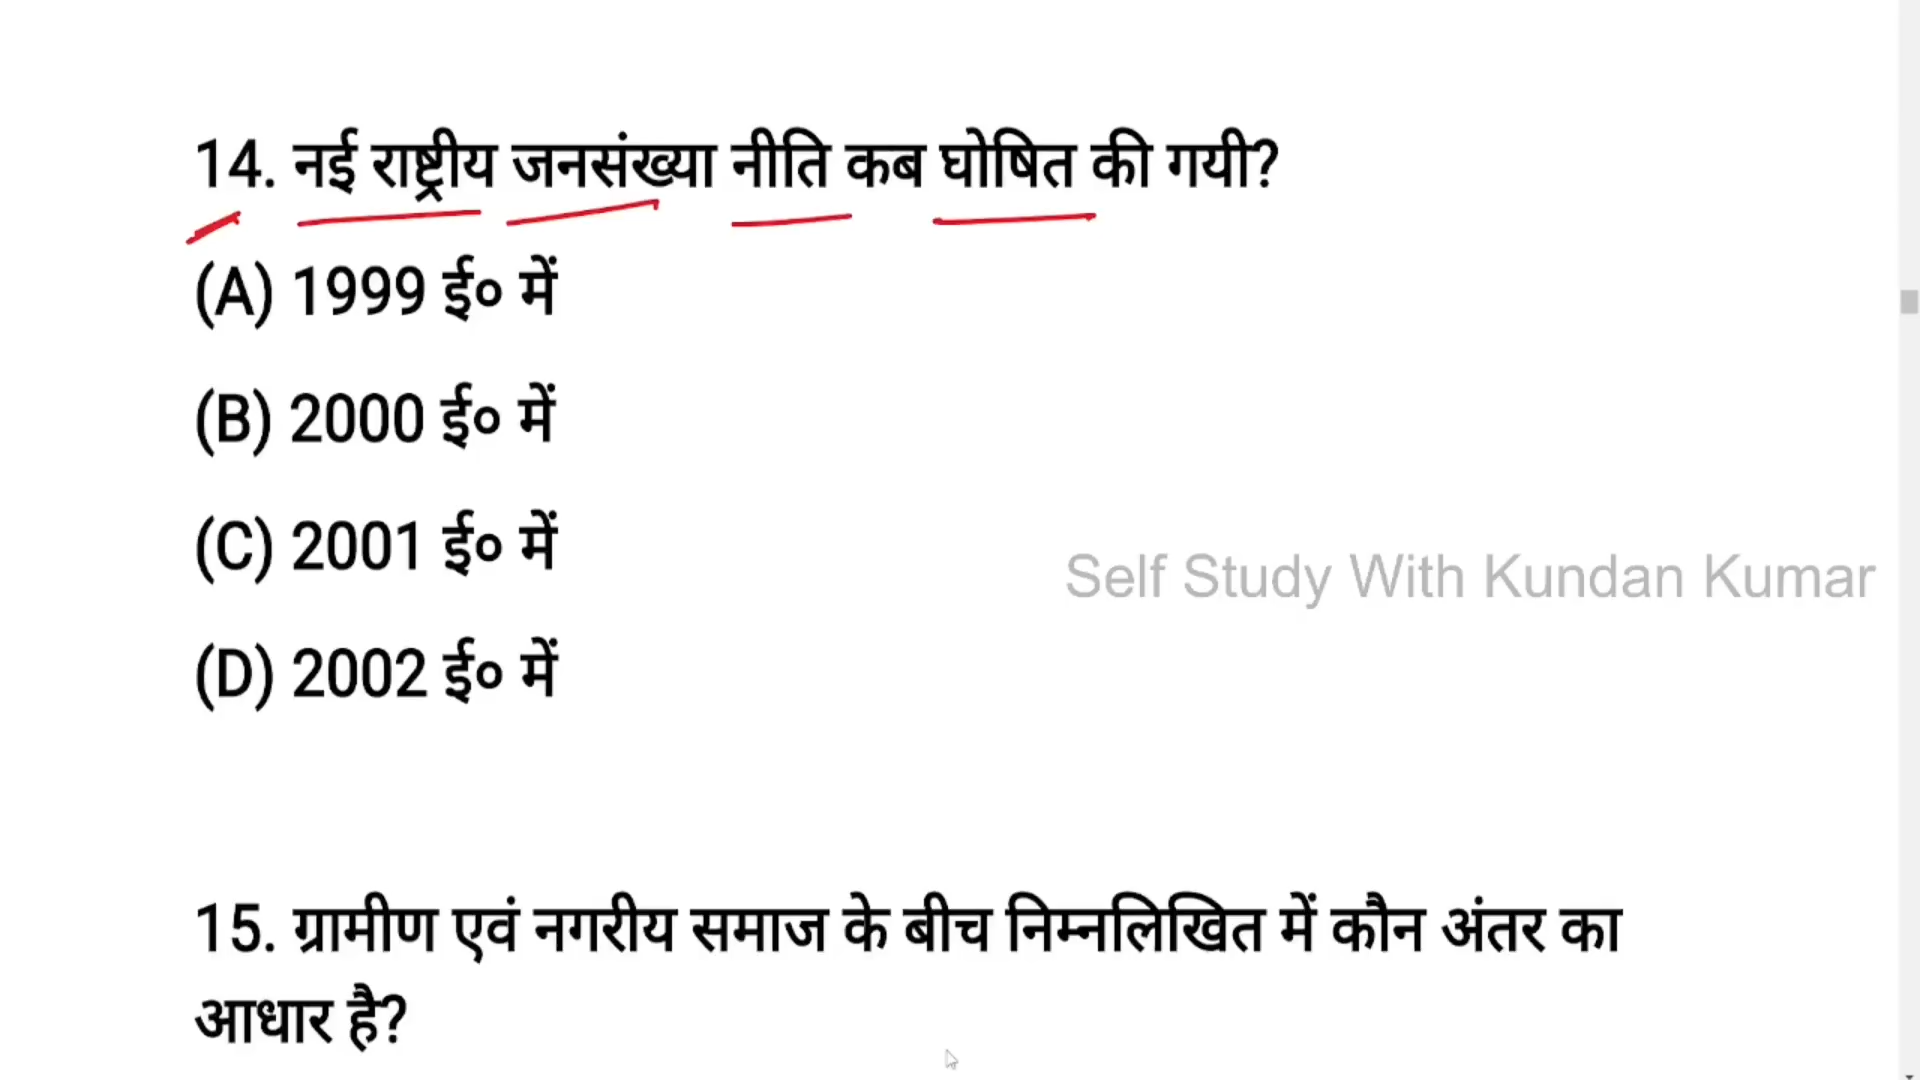 14. नई राष्ट्रीय जनसंख्या नीति कब घोषित की गयी?
(A) 1999 ई० में
(B) 2000 ई० में
(C) 2001 ई० में
Self Study With Kundan Kumar
(D) 2002 ई० में
15. ग्रामीण एवं नगरीय समाज के बीच निम्नलिखित में कौन अंतर का
आधार है?